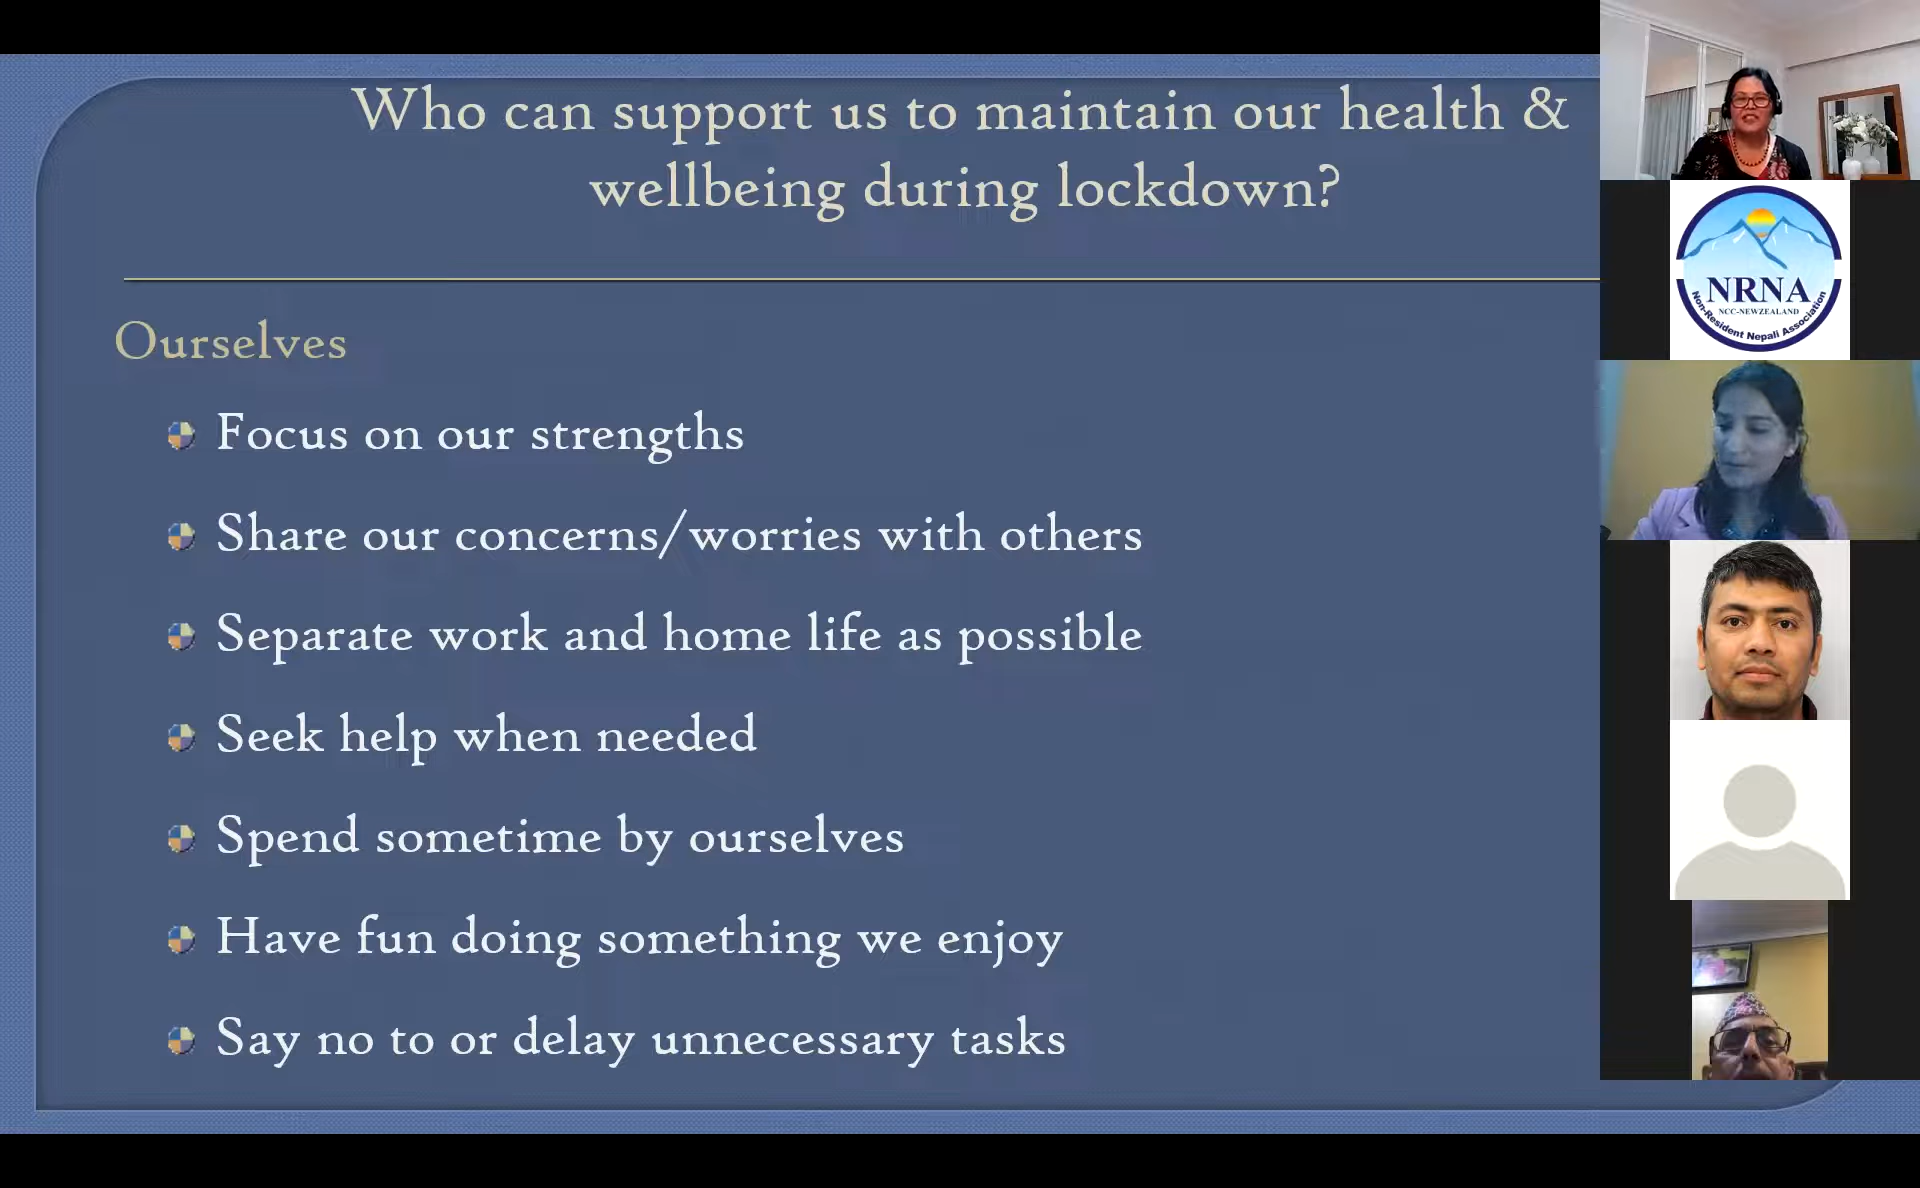 Who can support us to maintain our health &
wellbeing during lockdown?
Ourselves
Focus on our strengths
Share our concerns/worries with others
Separate work and home life as possible
Seek help when needed
Spend sometime by ourselves
Have fun doing something we enjoy
Say no to or delay unnecessary tasks
NRNA
NCC-NEWZEALAND
Non-Resident Nepali Association